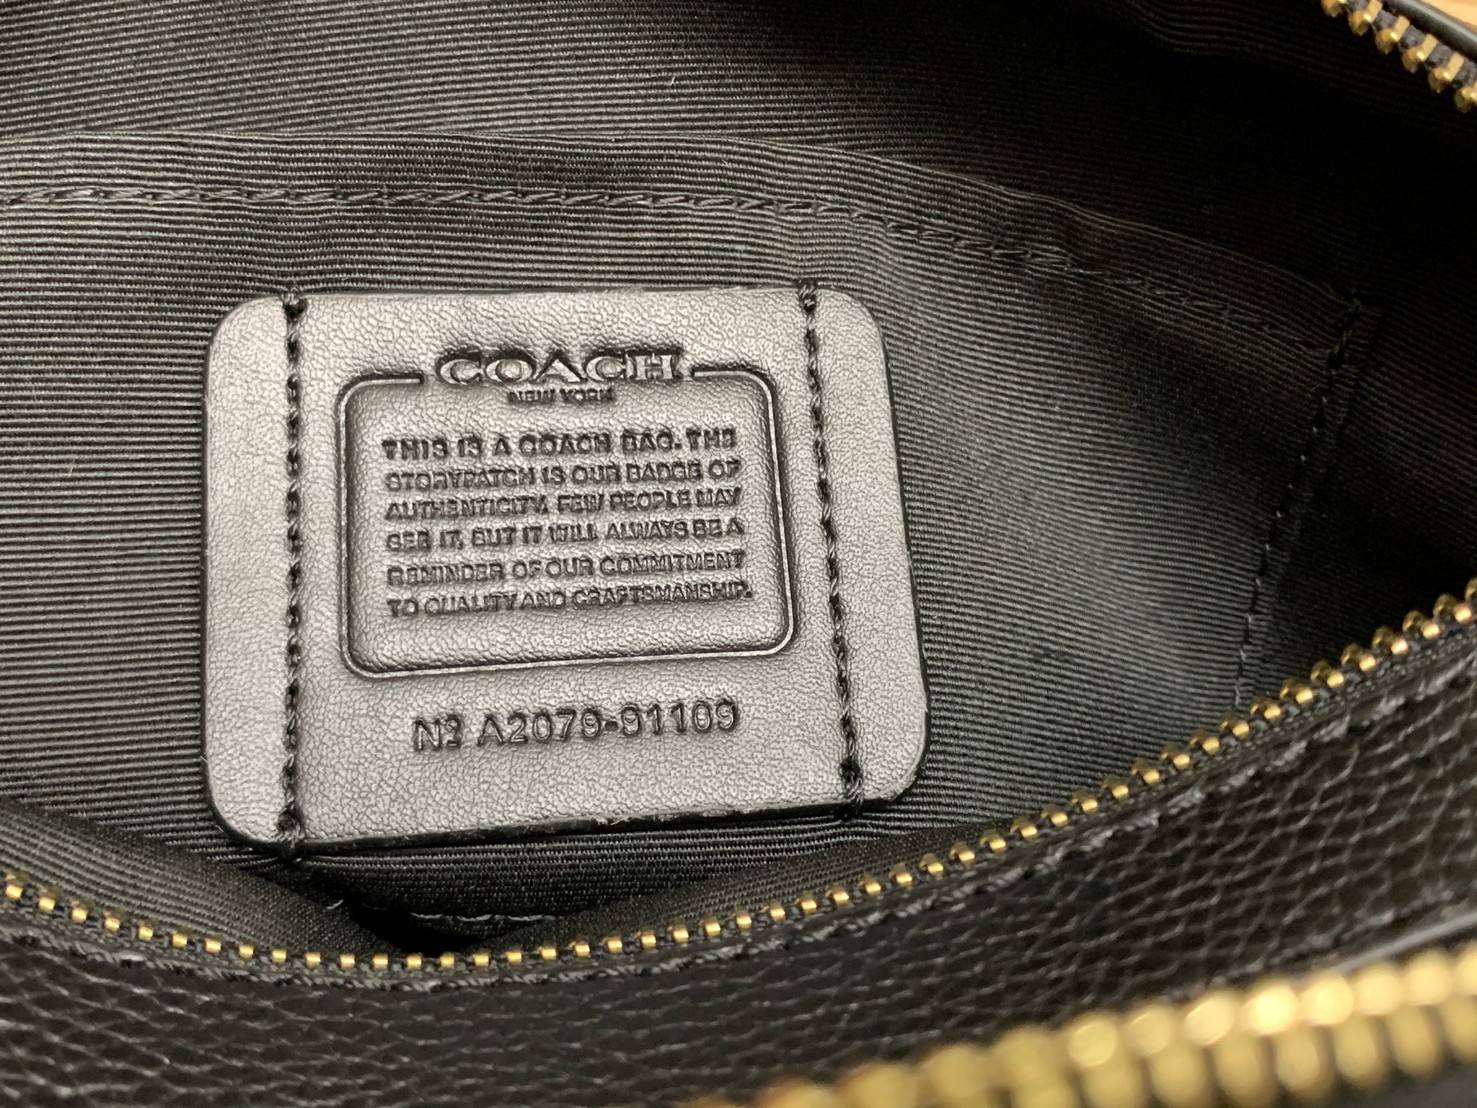 COACH
NEW YORK
THIS IS A COACH BAG. THE
STORYPATCH IS OUR BADGE OF
AUTHENTICITY. FEW PEOPLE MAY
SEE IT, BUT IT WILL ALWAYS BE A
REMINDER OF OUR COMMITMENT
TO QUALITY AND CRAFTSMANSHIP.
Nº A2079-91109